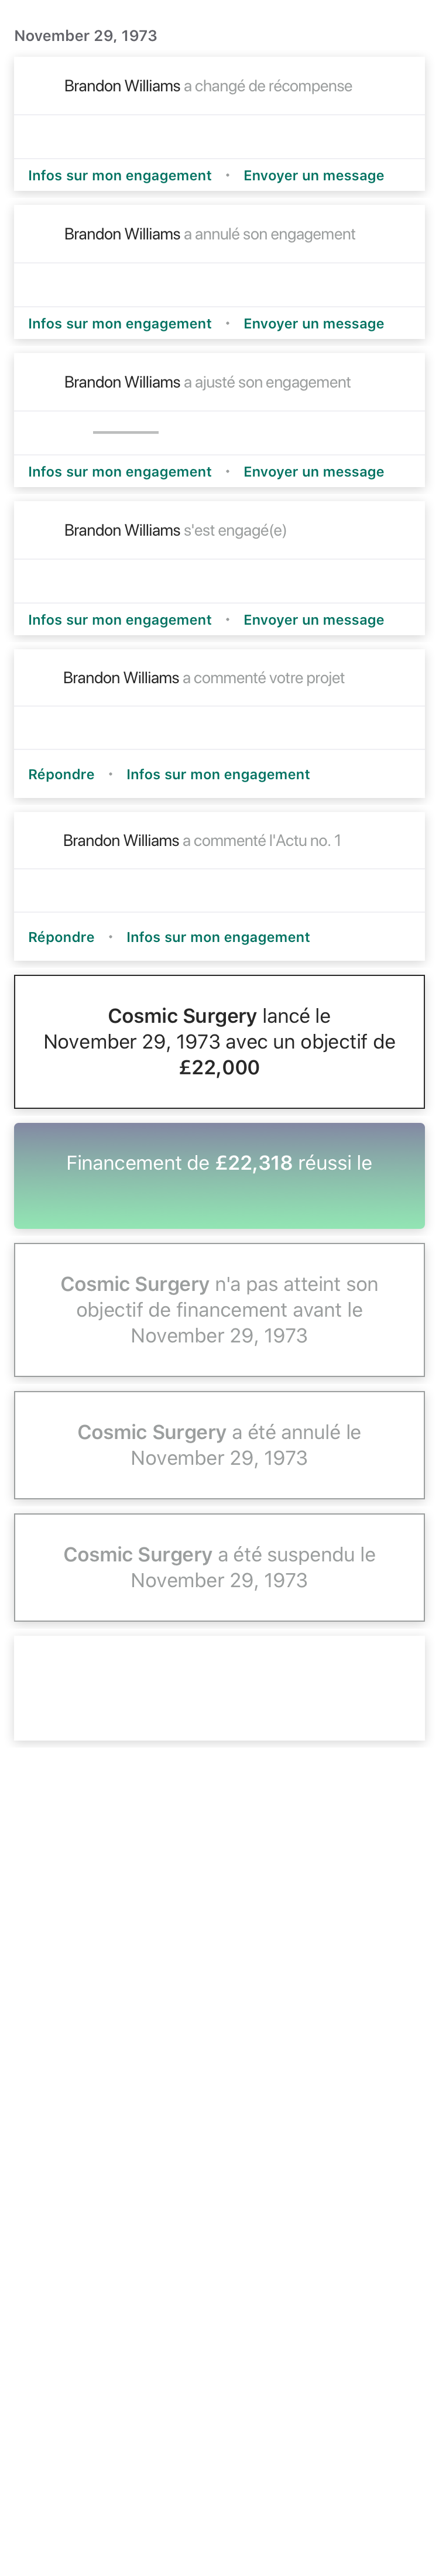 November 29, 1973
Brandon Williams a changé de récompense
Infos sur mon engagement • Envoyer un message
Brandon Williams a annulé son engagement
Infos sur mon engagement • Envoyer un message
Brandon Williams a ajusté son engagement
Infos sur mon engagement • Envoyer un message
Brandon Williams s'est engagé(e)
Infos sur mon engagement • Envoyer un message
Brandon Williams a commenté votre projet
Répondre • Infos sur mon engagement
Brandon Williams a commenté l'Actu no. 1
Répondre • Infos sur mon engagement
Cosmic Surgery lancé le
November 29, 1973 avec un objectif de
£22,000
Financement de £22,318 réussi le
Cosmic Surgery n'a pas atteint son
objectif de financement avant le
November 29, 1973
Cosmic Surgery a été annulé le
November 29, 1973
Cosmic Surgery a été suspendu le
November 29, 1973